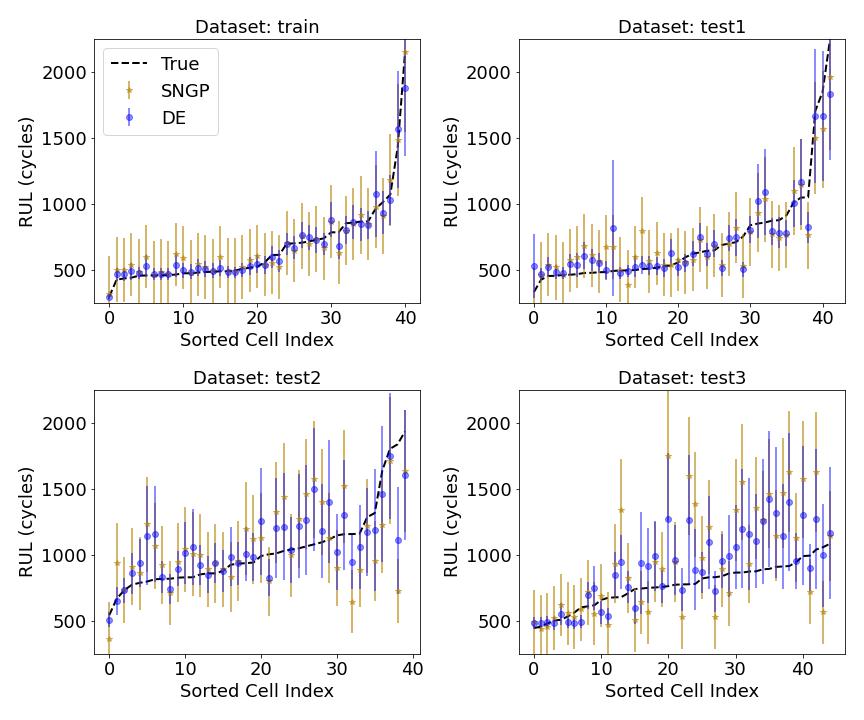 Dataset: train
2000
1500
1000
500
RUL (cycles)
True
SNGP
DE
0 10 20 30 40
Sorted Cell Index
Dataset: test1
2000
1500
1000
500
RUL (cycles)
0 10 20 30 40
Sorted Cell Index
Dataset: test2
2000
1500
1000
500
RUL (cycles)
0 10 20 30 40
Sorted Cell Index
Dataset: test3
2000
1500
1000
500
RUL (cycles)
0 10 20 30 40
Sorted Cell Index